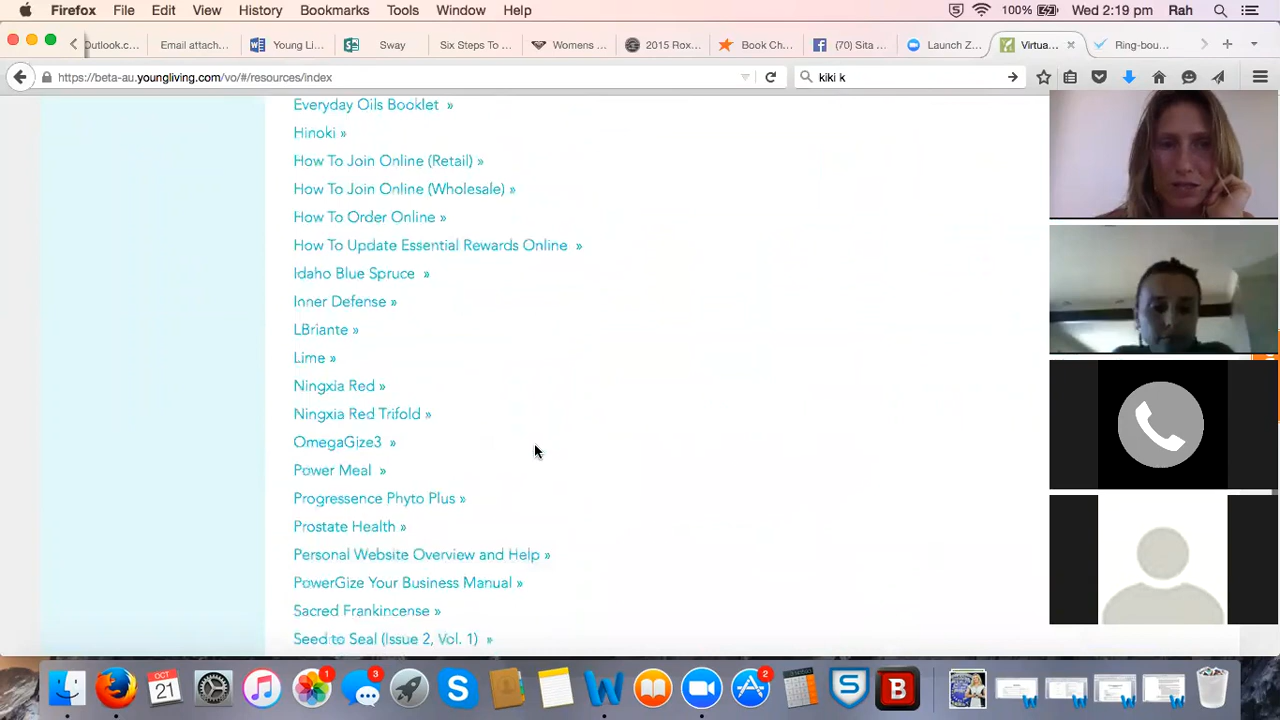 Firefox File Edit View History Bookmarks Tools Window Help 100% Wed 2:19 pm Rah
Outlook.c... Email attach... Young Li... Sway Six Steps To ... Womens ... 2015 Rox... Book Ch... (70) Sita ... Launch Z... Virtua... Ring-bou...
https://beta-au.youngliving.com/vo/#/resources/index kiki k
Everyday Oils Booklet »
Hinoki »
How To Join Online (Retail) »
How To Join Online (Wholesale) »
How To Order Online »
How To Update Essential Rewards Online »
Idaho Blue Spruce »
Inner Defense »
LBriante »
Lime »
Ningxia Red »
Ningxia Red Trifold »
OmegaGize3 »
Power Meal »
Progressence Phyto Plus »
Prostate Health »
Personal Website Overview and Help »
PowerGize Your Business Manual »
Sacred Frankincense »
Seed to Seal (Issue 2, Vol. 1) »
OCT
21 1 3 2